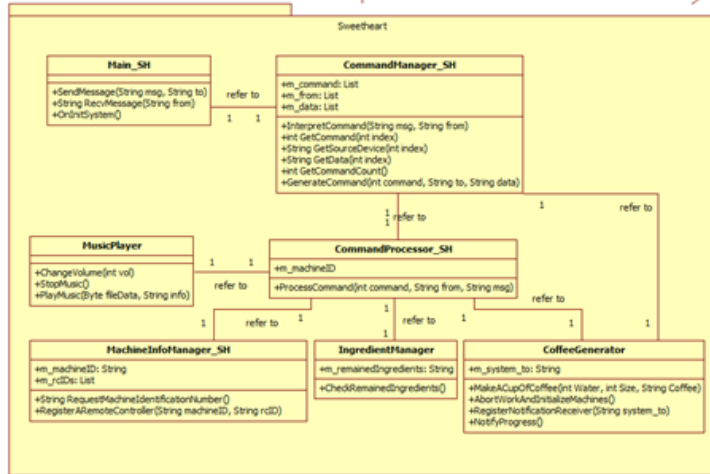 Sweetheart
Main_SH
+SendMessage(String msg, String to)
+String RecvMessage(String from)
+OnInitSystem()
refer to
1 1
CommandManager_SH
+m_command: List
+m_from: List
+m_data: List
+InterpretCommand(String msg, String from)
+int GetCommand(int index)
+String GetSourceDevice(int index)
+String GetData(int index)
+int GetCommandCount()
+GenerateCommand(int command, String to, String data)
1
refer to
1
1
refer to
MusicPlayer
+ChangeVolume(int vol)
+StopMusic()
+PlayMusic(Byte fileData, String info)
1 1
refer to
CommandProcessor_SH
+m_machineID
+ProcessCommand(int command, String from, String msg)
1
refer to
1
1
refer to
1
1
refer to
1
1
MachineInfoManager_SH
+m_machineID: String
+m_rcIDs: List
+String RequestMachineIdentificationNumber()
+RegisterARemoteController(String machineID, String rcID)
IngredientManager
+m_remainedIngredients: String
+CheckRemainedIngredients()
CoffeeGenerator
+m_system_to: String
+MakeACupOfCoffee(int Water, int Size, String Coffee)
+AbortWorkAndInitializeMachines()
+RegisterNotificationReceiver(String system_to)
+NotifyProgress()